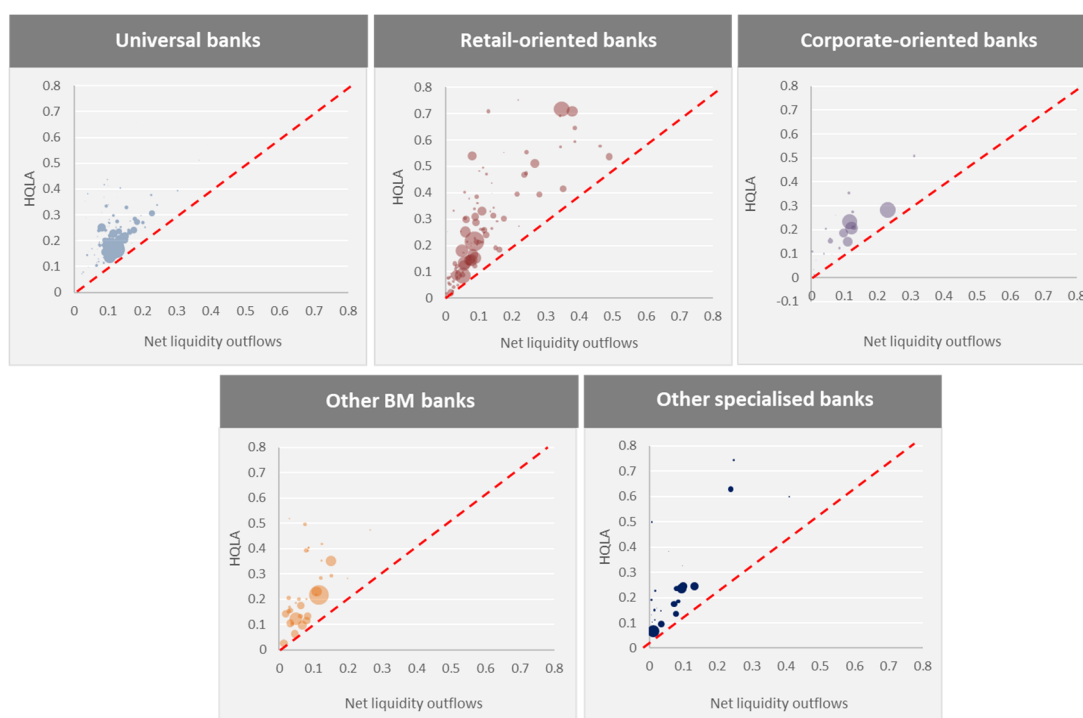 Universal banks
Retail-oriented banks
Corporate-oriented banks
0.8
0.7
0.6
0.5
0.4
0.3
0.2
0.1
0
HQLA
0 0.1 0.2 0.3 0.4 0.5 0.6 0.7 0.8
Net liquidity outflows
0.8
0.7
0.6
0.5
0.4
0.3
0.2
0.1
0
HQLA
0 0.1 0.2 0.3 0.4 0.5 0.6 0.7 0.8
Net liquidity outflows
0.8
0.7
0.6
0.5
0.4
0.3
0.2
0.1
0
-0.1
HQLA
0 0.1 0.2 0.3 0.4 0.5 0.6 0.7 0.8
Net liquidity outflows
Other BM banks
Other specialised banks
0.8
0.7
0.6
0.5
0.4
0.3
0.2
0.1
0
HQLA
0 0.1 0.2 0.3 0.4 0.5 0.6 0.7 0.8
Net liquidity outflows
0.8
0.7
0.6
0.5
0.4
0.3
0.2
0.1
0
HQLA
0 0.1 0.2 0.3 0.4 0.5 0.6 0.7 0.8
Net liquidity outflows